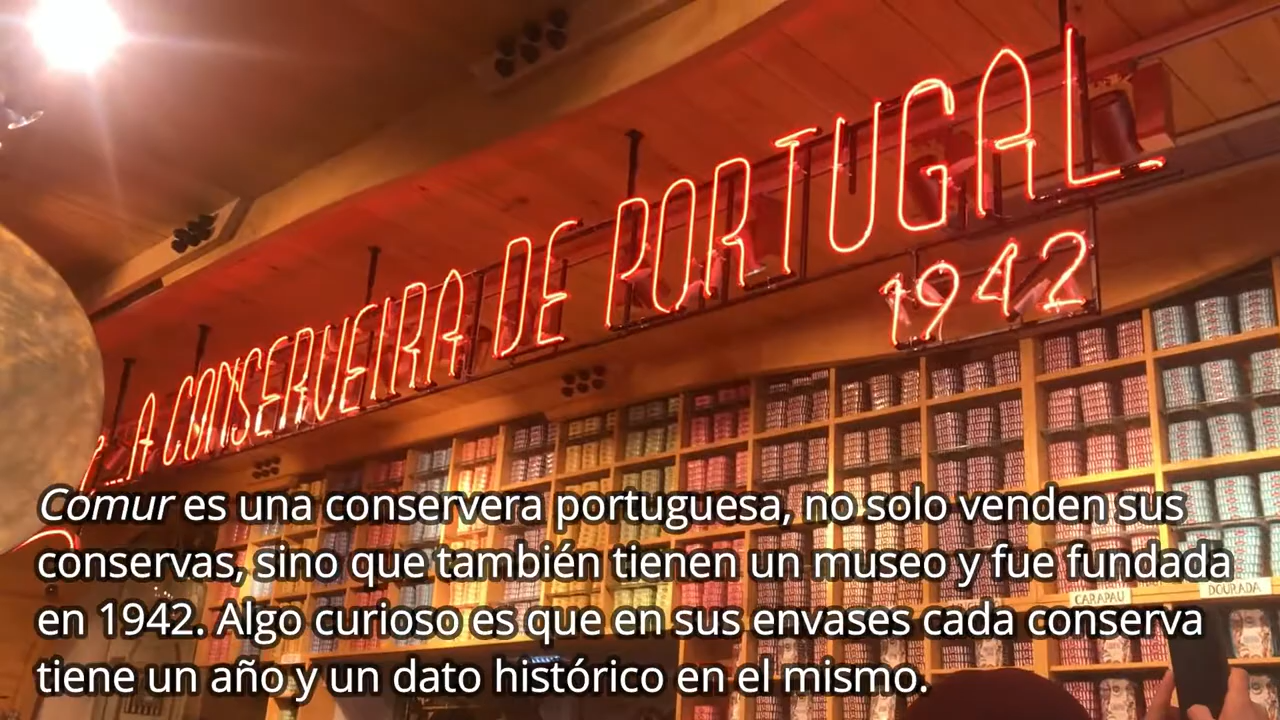 A CONSERVEIRA DE PORTUGAL
1942
CARAPAU
DOURADA
Comur es una conservera portuguesa, no solo venden sus
conservas, sino que también tienen un museo y fue fundada
en 1942. Algo curioso es que en sus envases cada conserva
tiene un año y un dato histórico en el mismo.